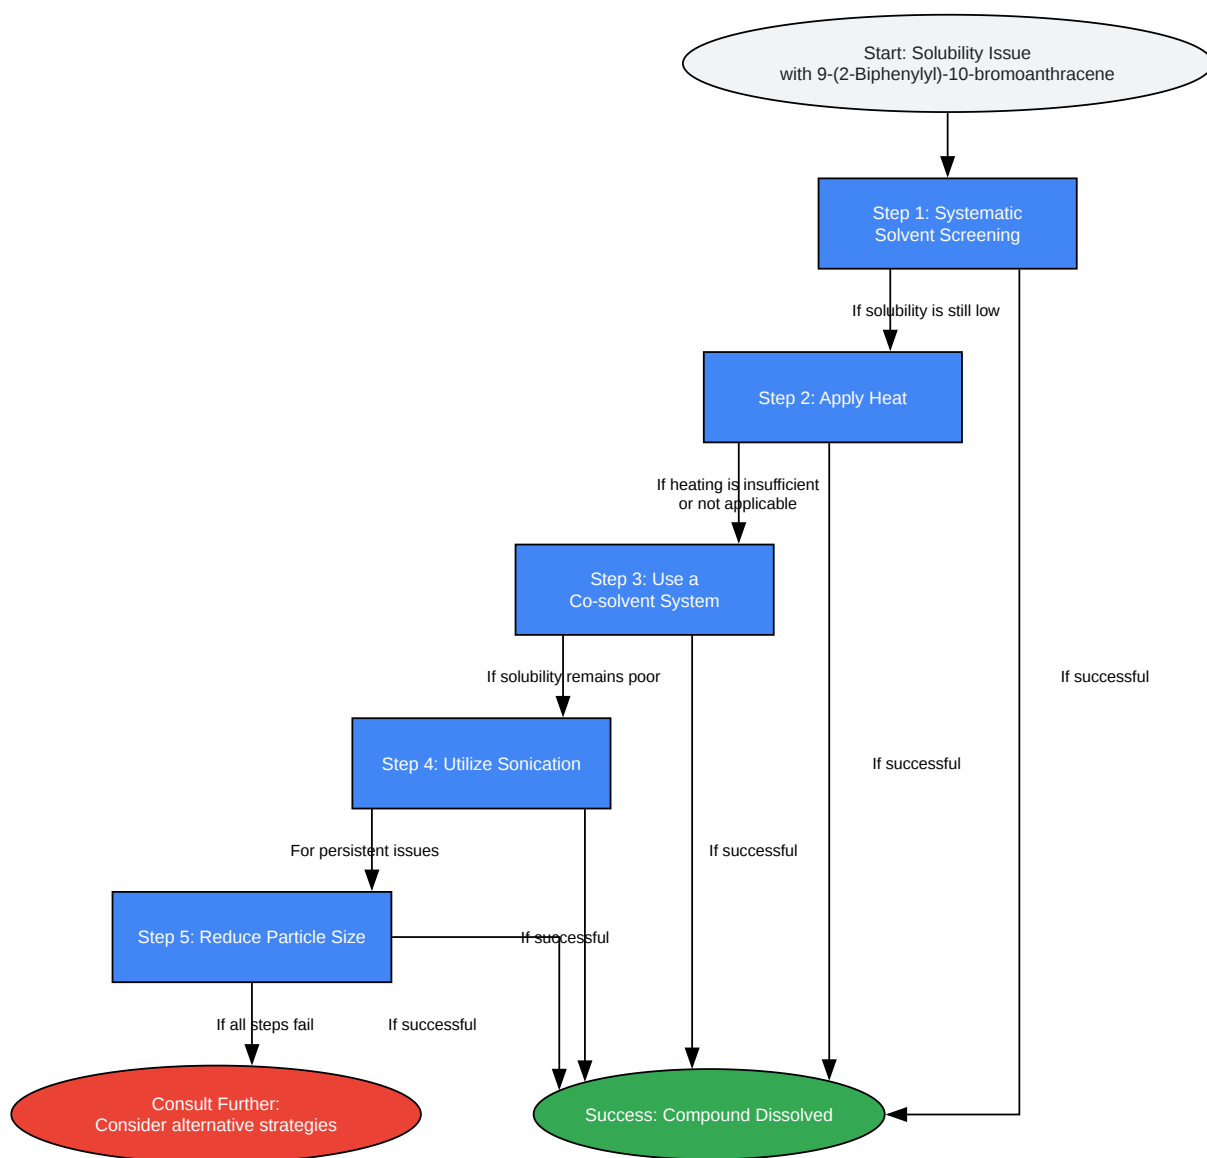 Start: Solubility Issue
with 9-(2-Biphenylyl)-10-bromoanthracene
Step 1: Systematic
Solvent Screening
If solubility is still low
Step 2: Apply Heat
If heating is insufficient
or not applicable
Step 3: Use a
Co-solvent System
If solubility remains poor
If successful
Step 4: Utilize Sonication
If successful
For persistent issues
If successful
Step 5: Reduce Particle Size
If successful
If all steps fail
If successful
Consult Further:
Consider alternative strategies
Success: Compound Dissolved